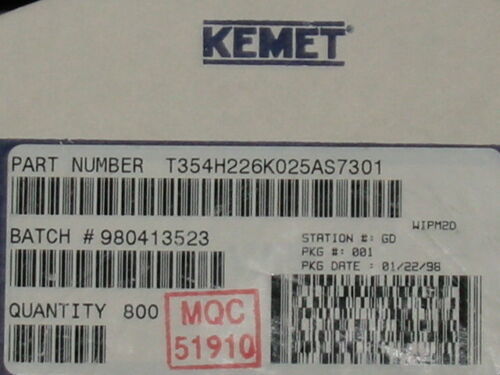 KEMET
PART NUMBER T354H226K025AS7301
WIPM2D
BATCH # 980413523
STATION #: GD
PKG #: 001
PKG DATE : 01/22/98
QUANTITY 800
MQC
51910